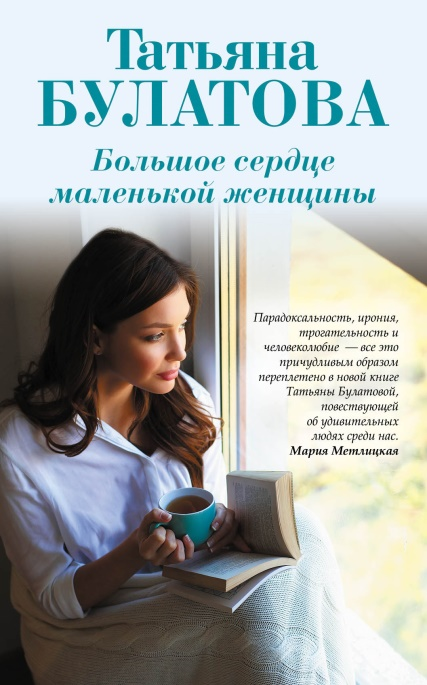 Татьяна
БУЛАТОВА
Большое сердце
маленькой женщины
Парадоксальность, ирония,
трогательность и
человеколюбие — все это
причудливым образом
переплетено в новой книге
Татьяны Булатовой,
повествующей
об удивительных
людях среди нас.
Мария Метлицкая